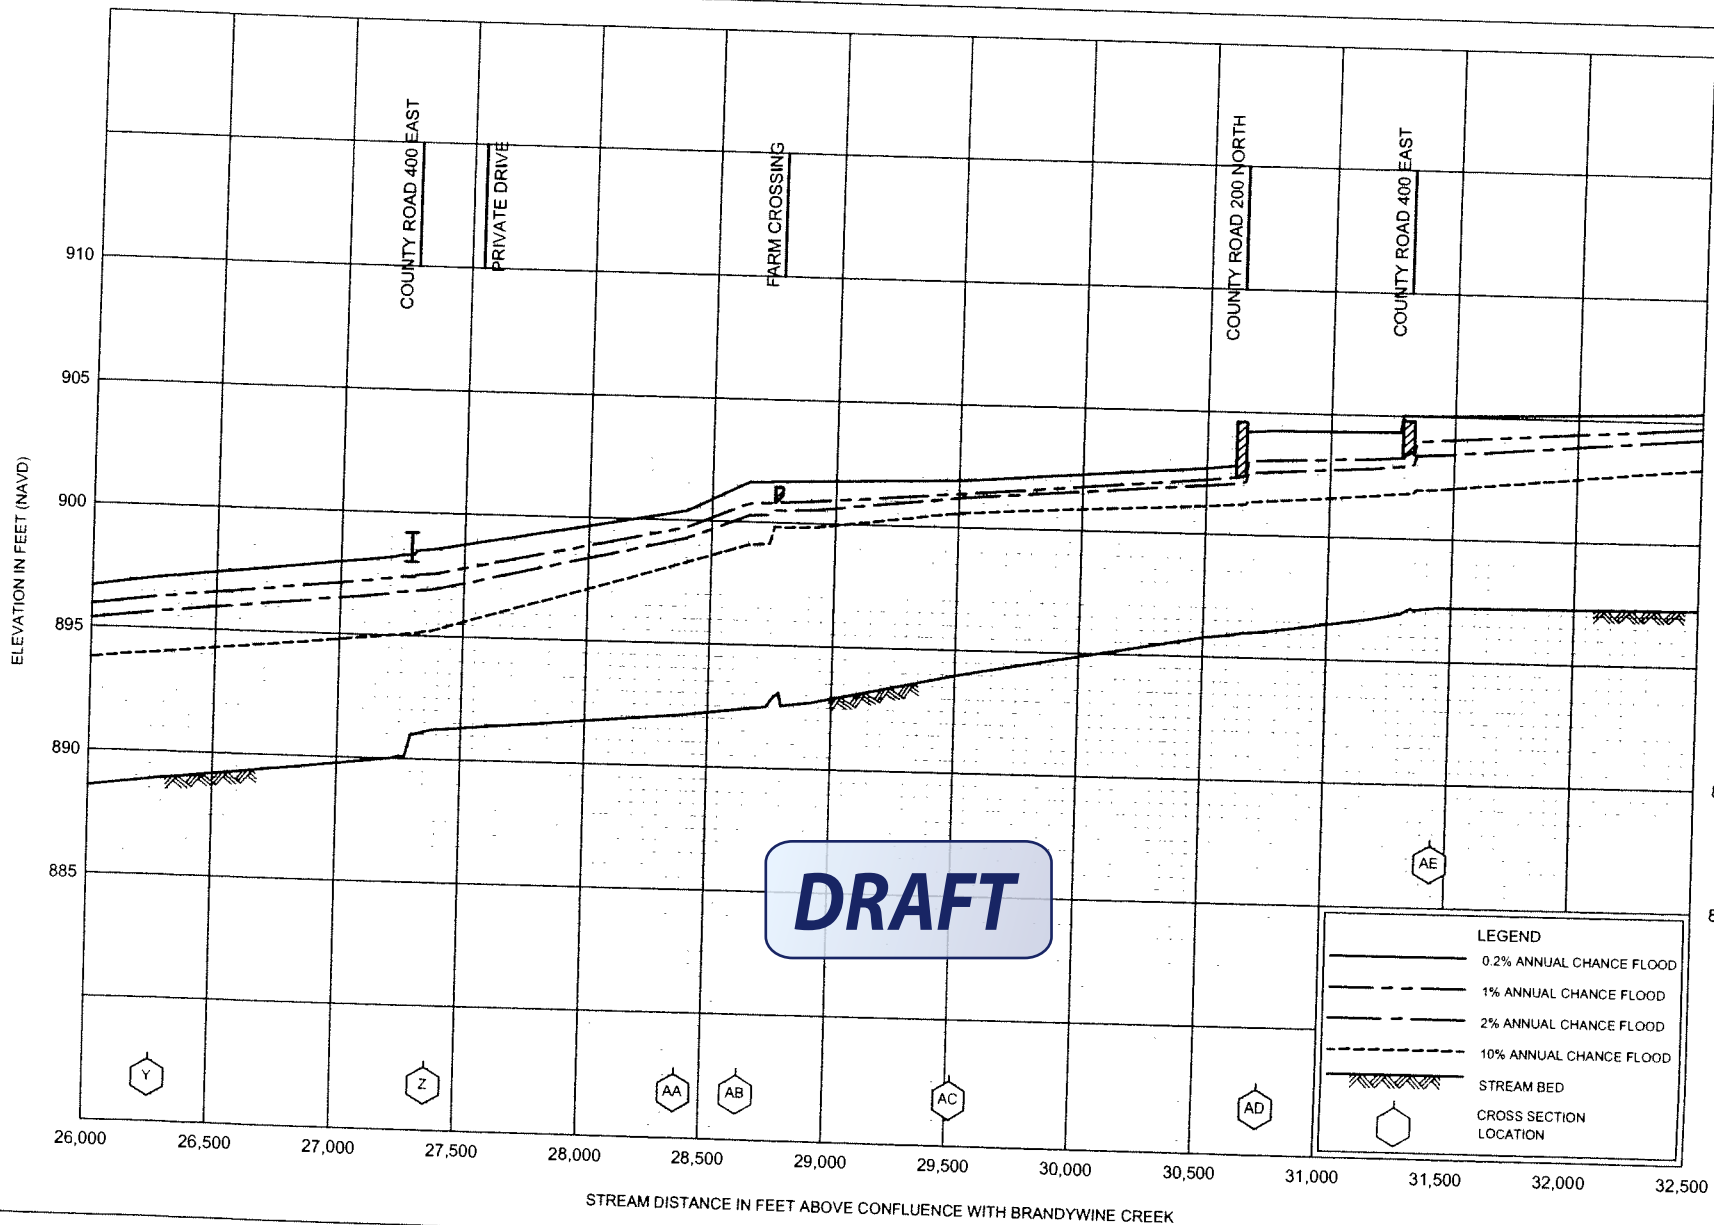 COUNTY ROAD 400 EAST
PRIVATE DRIVE
FARM CROSSING
COUNTY ROAD 200 NORTH
COUNTY ROAD 400 EAST
ELEVATION IN FEET (NAVD)
910
905
900
895
890
885
8
8
DRAFT
Y
Z
AA
AB
AC
AD
AE
LEGEND
0.2% ANNUAL CHANCE FLOOD
1% ANNUAL CHANCE FLOOD
2% ANNUAL CHANCE FLOOD
10% ANNUAL CHANCE FLOOD
STREAM BED
CROSS SECTION
LOCATION
26,000
26,500
27,000
27,500
28,000
28,500
29,000
29,500
30,000
30,500
31,000
31,500
32,000
32,500
STREAM DISTANCE IN FEET ABOVE CONFLUENCE WITH BRANDYWINE CREEK